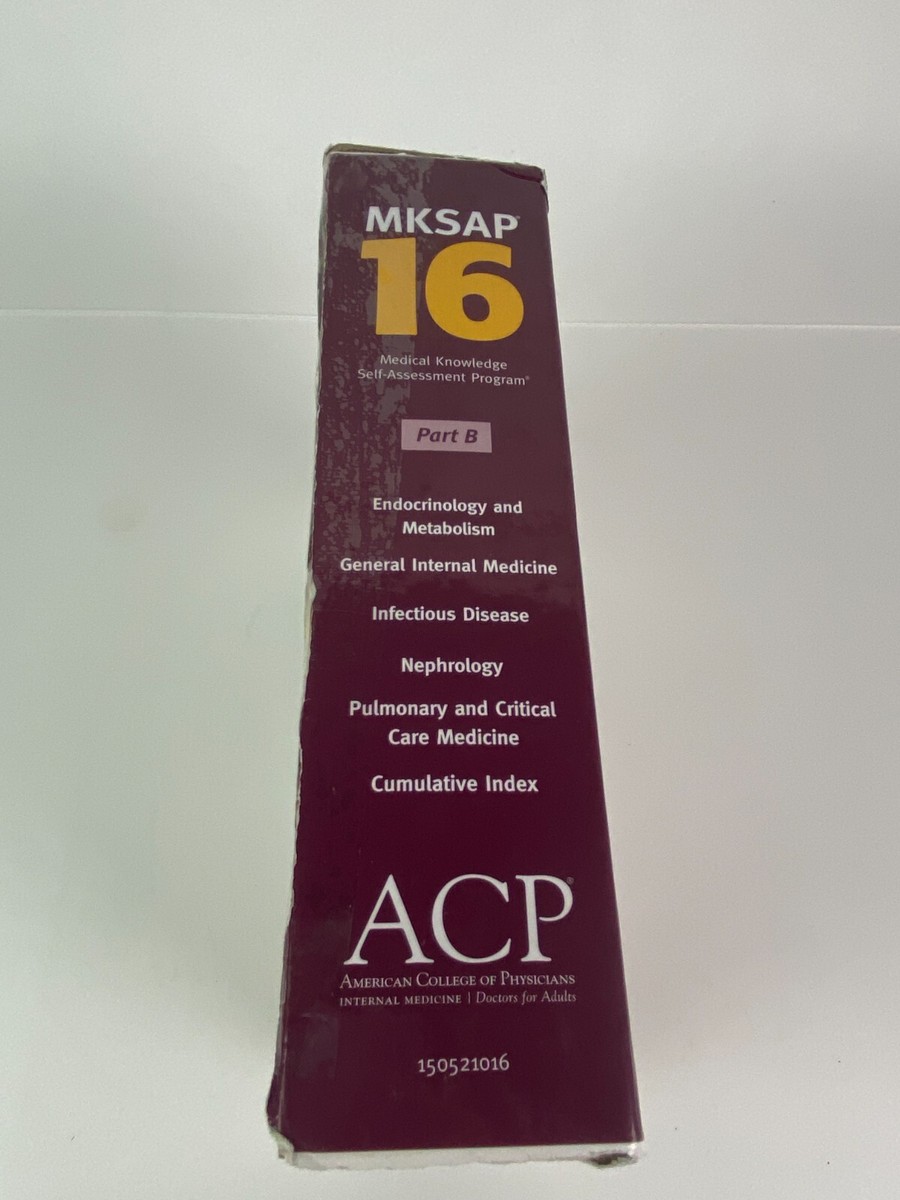 MKSAP®
16
Medical Knowledge
Self-Assessment Program®
Part B
Endocrinology and
Metabolism
General Internal Medicine
Infectious Disease
Nephrology
Pulmonary and Critical
Care Medicine
Cumulative Index
ACP®
American College of Physicians
INTERNAL MEDICINE | Doctors for Adults
150521016